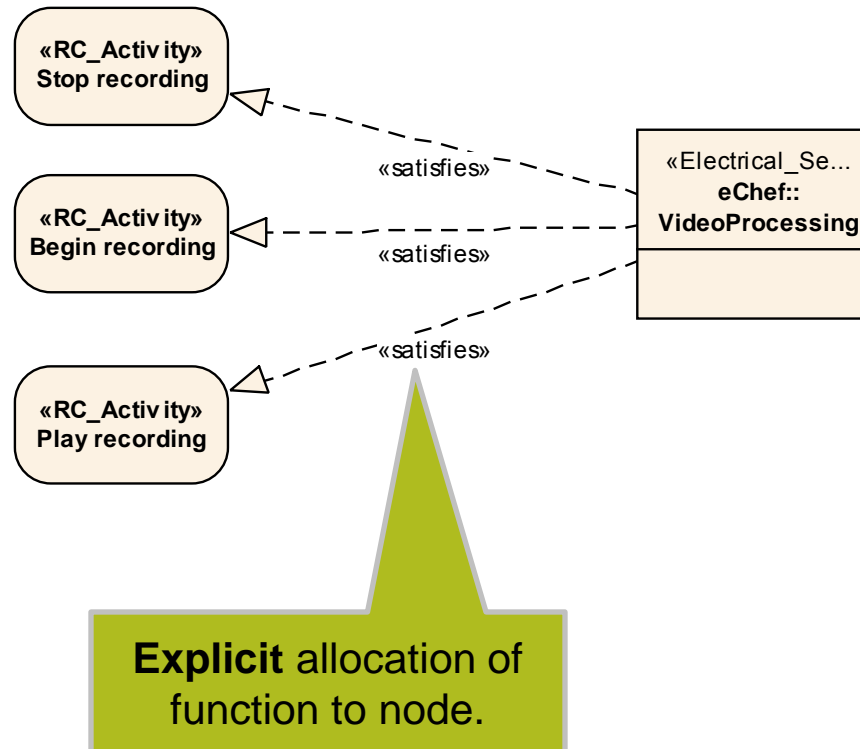 «RC_Activity»
Stop recording
«satisfies»
«Electrical_Se...
eChef::
VideoProcessing
«RC_Activity»
Begin recording
«satisfies»
«satisfies»
«RC_Activity»
Play recording
Explicit allocation of
function to node.